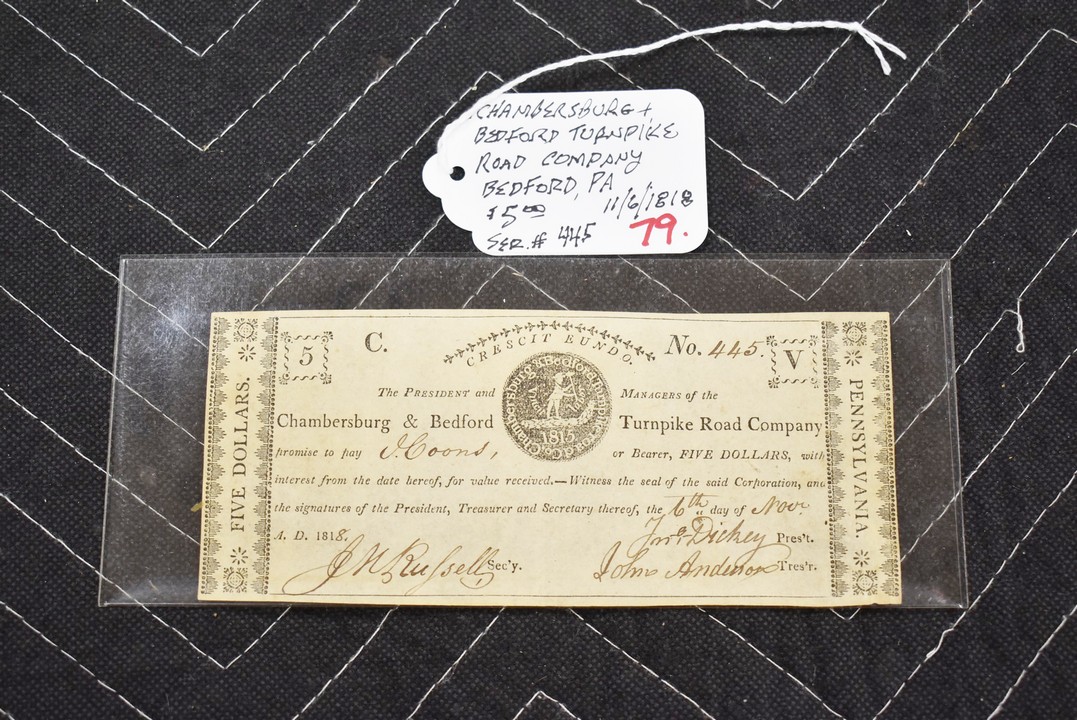 CHAMBERSBURG +
BEDFORD TURNPIKE
ROAD COMPANY
BEDFORD, PA
$5.00 11/6/1818
SER. # 445 79.
FIVE DOLLARS.
5 C. CRESCIT EUNDO. No. 445. V
The PRESIDENT and MANAGERS of the
Chambersburg & Bedford Turnpike Road Company
1815
promise to pay J. Coons, or Bearer, FIVE DOLLARS, with
interest from the date hereof, for value received.—Witness the seal of the said Corporation, and
the signatures of the President, Treasurer and Secretary thereof, the 6th day of Novr
A. D. 1818. Jno. Dickey Pres't.
J M Russell Sec'y. John Anderson Tres'r.
PENNSYLVANIA.